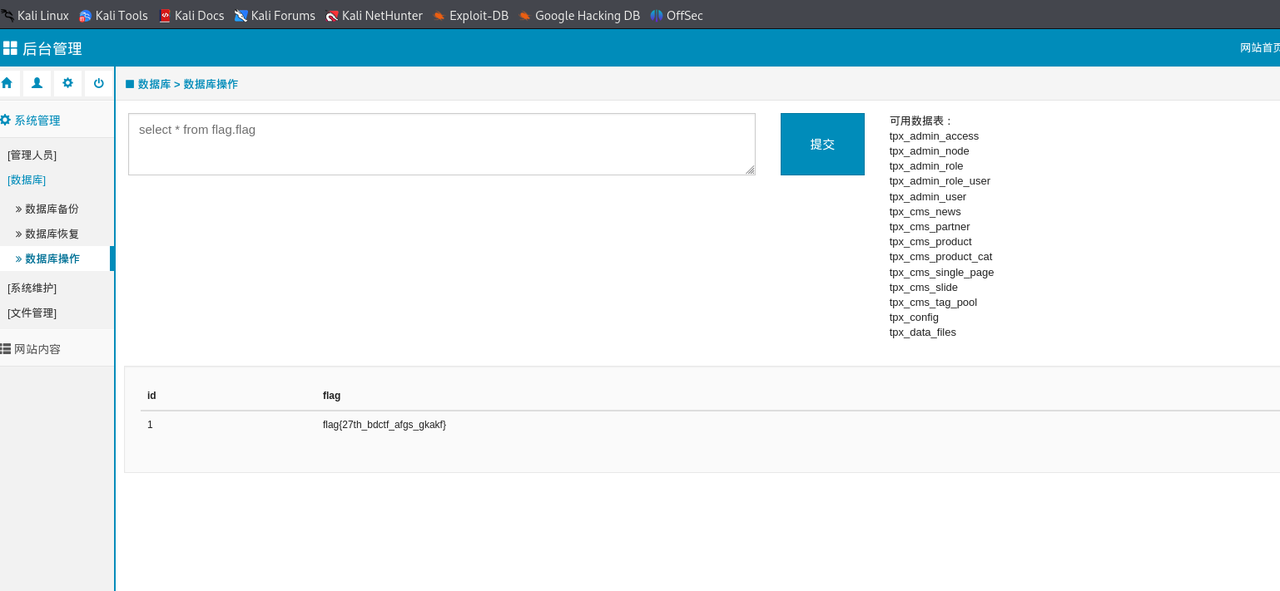 Kali Linux Kali Tools Kali Docs Kali Forums Kali NetHunter Exploit-DB Google Hacking DB OffSec
后台管理 网站首页
数据库 > 数据库操作
系统管理
[管理人员]
[数据库]
» 数据库备份
» 数据库恢复
» 数据库操作
[系统维护]
[文件管理]
网站内容
select * from flag.flag
提交
可用数据表：
tpx_admin_access
tpx_admin_node
tpx_admin_role
tpx_admin_role_user
tpx_admin_user
tpx_cms_news
tpx_cms_partner
tpx_cms_product
tpx_cms_product_cat
tpx_cms_single_page
tpx_cms_slide
tpx_cms_tag_pool
tpx_config
tpx_data_files
id flag
1 flag{27th_bdctf_afgs_gkakf}